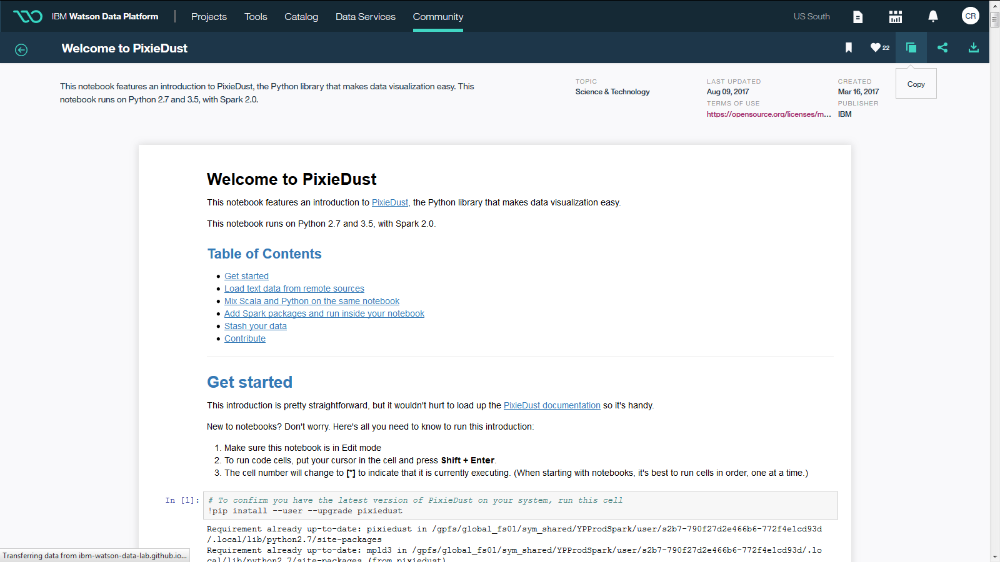 IBM Watson Data Platform
Projects
Tools
Catalog
Data Services
Community
US South
CR
Welcome to PixieDust
22
Copy
This notebook features an introduction to PixieDust, the Python library that makes data visualization easy. This
notebook runs on Python 2.7 and 3.5, with Spark 2.0.
TOPIC
Science & Technology
LAST UPDATED
Aug 09, 2017
TERMS OF USE
https://opensource.org/licenses/m...
CREATED
Mar 16, 2017
PUBLISHER
IBM
Welcome to PixieDust
This notebook features an introduction to PixieDust, the Python library that makes data visualization easy.
This notebook runs on Python 2.7 and 3.5, with Spark 2.0.
Table of Contents
• Get started
• Load text data from remote sources
• Mix Scala and Python on the same notebook
• Add Spark packages and run inside your notebook
• Stash your data
• Contribute
Get started
This introduction is pretty straightforward, but it wouldn't hurt to load up the PixieDust documentation so it's handy.
New to notebooks? Don't worry. Here's all you need to know to run this introduction:
1. Make sure this notebook is in Edit mode
2. To run code cells, put your cursor in the cell and press Shift + Enter.
3. The cell number will change to [*] to indicate that it is currently executing. (When starting with notebooks, it's best to run cells in order, one at a time.)
In [1]:
# To confirm you have the latest version of PixieDust on your system, run this cell
!pip install --user --upgrade pixiedust
Requirement already up-to-date: pixiedust in /gpfs/global_fs01/sym_shared/YPProdSpark/user/s2b7-790f27d2e466b6-772f4e1cd93d
/.local/lib/python2.7/site-packages
Requirement already up-to-date: mpld3 in /gpfs/global_fs01/sym_shared/YPProdSpark/user/s2b7-790f27d2e466b6-772f4e1cd93d/.lo
cal/lib/python2.7/site-packages (from pixiedust)
Transferring data from ibm-watson-data-lab.github.io...